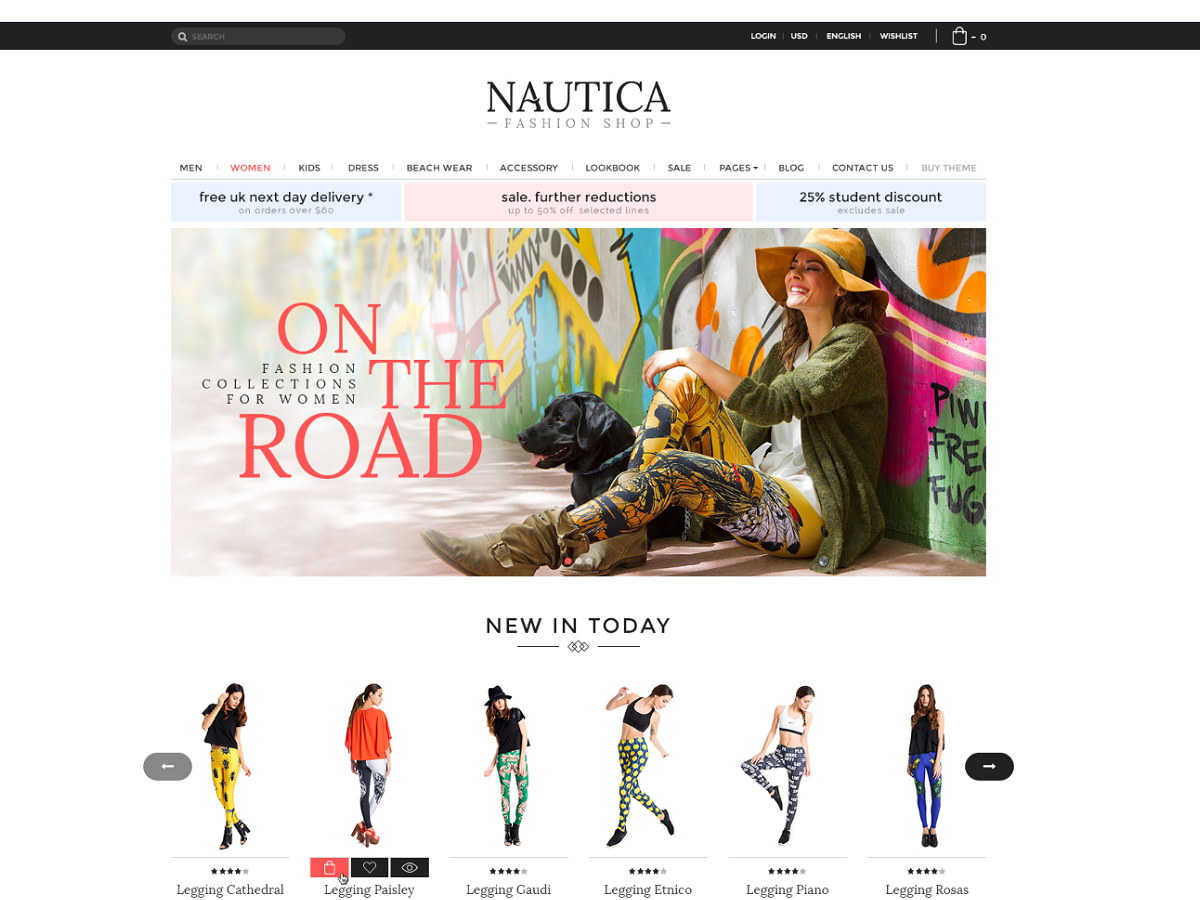 SEARCH
LOGIN USD ENGLISH WISHLIST - 0
NAUTICA
FASHION SHOP
MEN WOMEN KIDS DRESS BEACH WEAR ACCESSORY LOOKBOOK SALE PAGES BLOG CONTACT US BUY THEME
free uk next day delivery *
on orders over $60
sale. further reductions
up to 50% off selected lines
25% student discount
excludes sale
ON
THE
ROAD
FASHION
COLLECTIONS
FOR WOMEN
NEW IN TODAY
Legging Cathedral
Legging Paisley
Legging Gaudi
Legging Etnico
Legging Piano
Legging Rosas